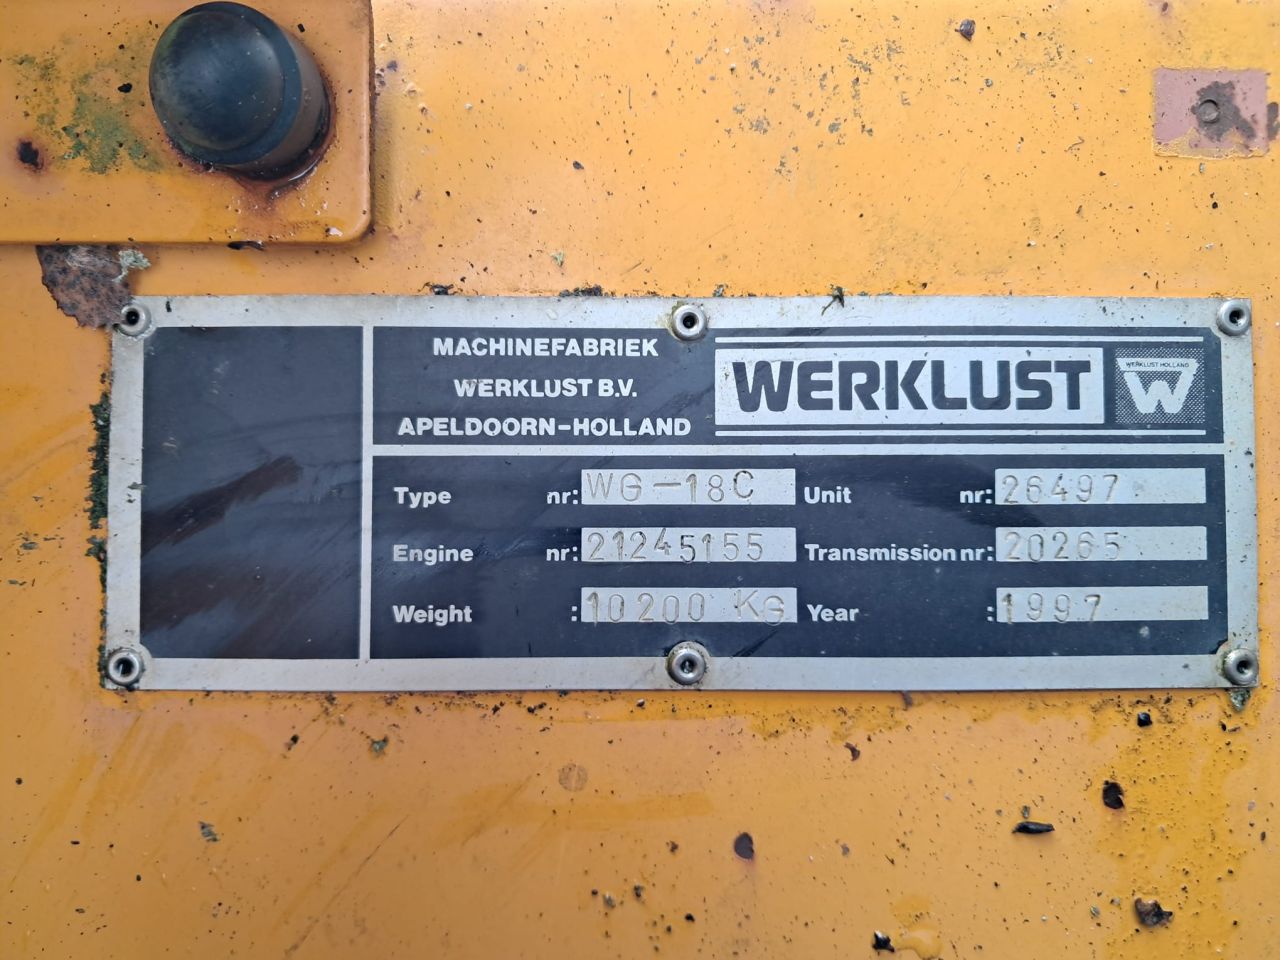 MACHINEFABRIEK
WERKLUST B.V.
APELDOORN-HOLLAND
WERKLUST
WERKLUST HOLLAND
W
Type nr: WG-18C Unit nr: 26497
Engine nr: 21245155 Transmission nr: 20265
Weight : 10200 KG Year : 1997